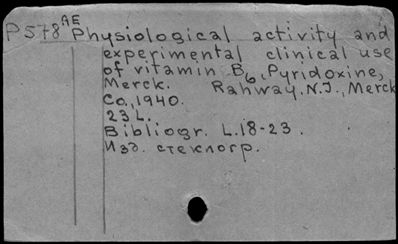 P578 AE Physiological activity and
experimental clinical use
of vitamin B6, Pyridoxine,
Merck. Rahway, N.J., Merck
Co, 1940.
23 L.
Bibliogr. L.18-23.
Изд. стеклогр.